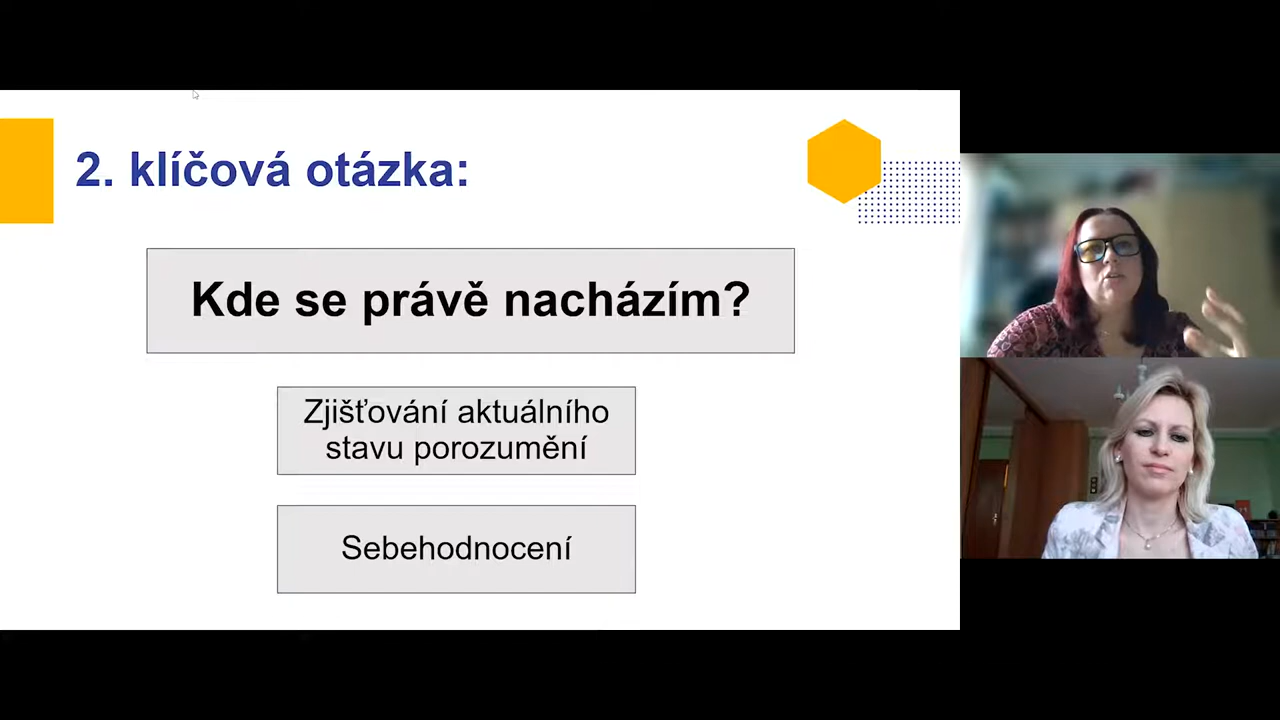 2. klíčová otázka:
Kde se právě nacházím?
Zjišťování aktuálního
stavu porozumění
Sebehodnocení